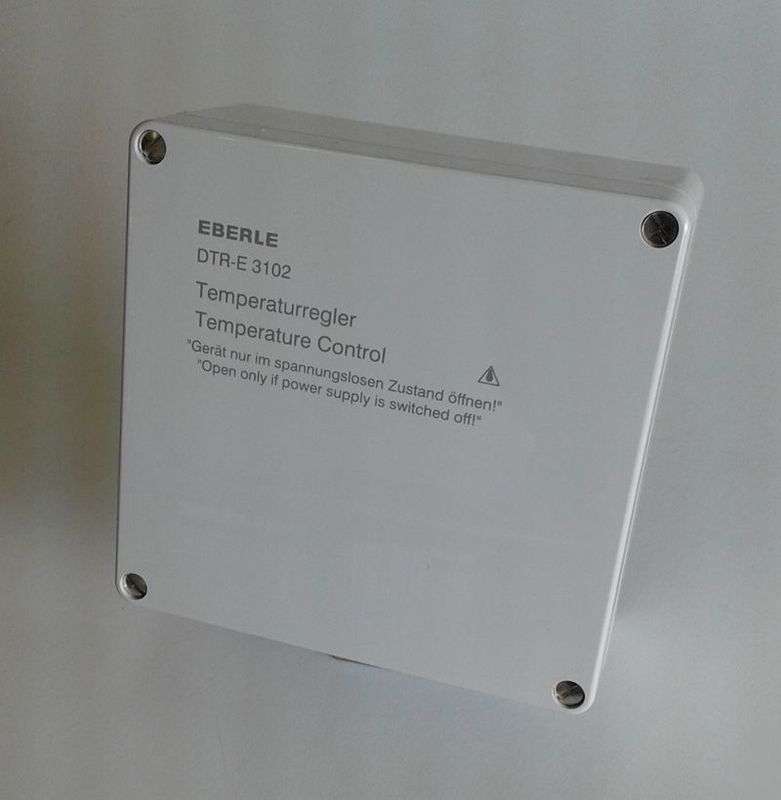 EBERLE
DTR-E 3102
Temperaturregler
Temperature Control
"Gerät nur im spannungslosen Zustand öffnen!"
"Open only if power supply is switched off!"